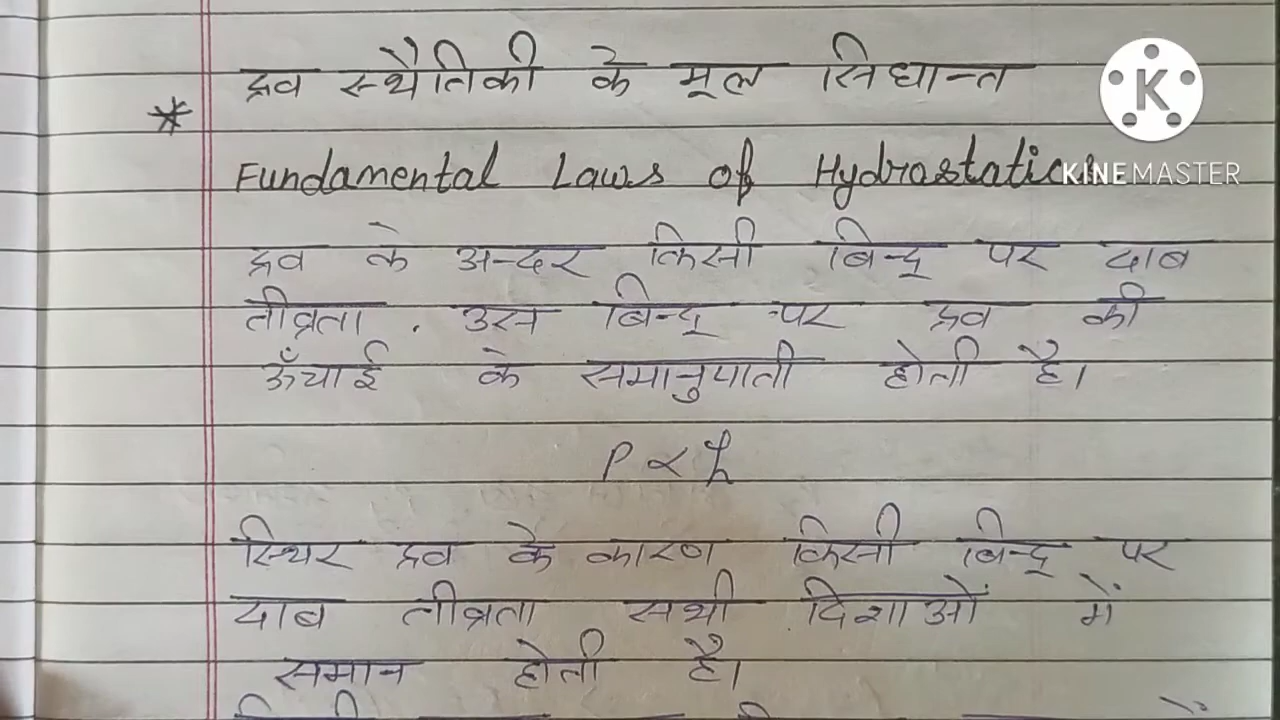 द्रव स्थैतिकी के मूल सिधान्त
*
Fundamental Laws of Hydrostatics
K
KINEMASTER
द्रव के अन्दर किसी बिन्दू पर दाब
तीव्रता . उस बिन्दू पर द्रव की
ऊँचाई के समानुपाती होती है।
P ∝ h
स्थिर द्रव के कारण किसी बिन्दू पर
दाब तीव्रता सभी दिशाओं में
समान होती है।